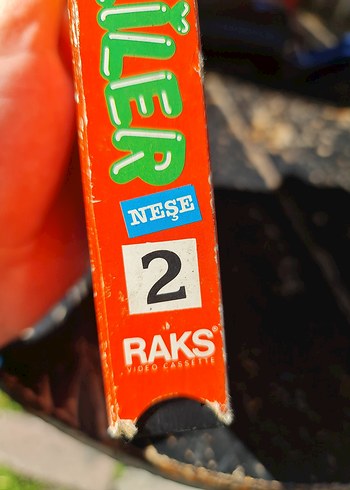 İLER
NEŞE
2
RAKS
VIDEO CASSETTE